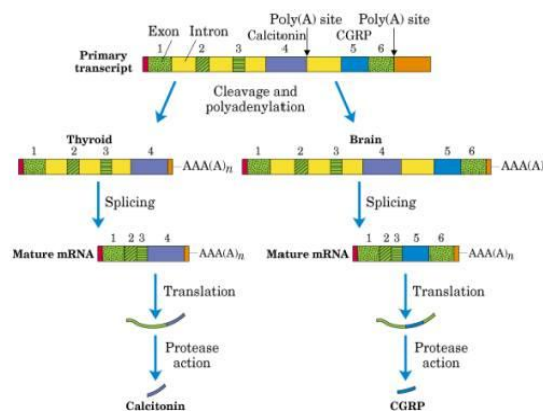 Poly(A) site Poly(A) site
Exon Intron Calcitonin CGRP
1 2 3 4 5 6
Primary
transcript
Cleavage and
polyadenylation
Thyroid Brain
1 2 3 4 1 2 3 4 5 6
AAA(A)n AAA(A)n
Splicing Splicing
1 2 3 4 1 2 3 5 6
Mature mRNA AAA(A)n Mature mRNA AAA(A)n
Translation Translation
Protease
action
Protease
action
Calcitonin CGRP